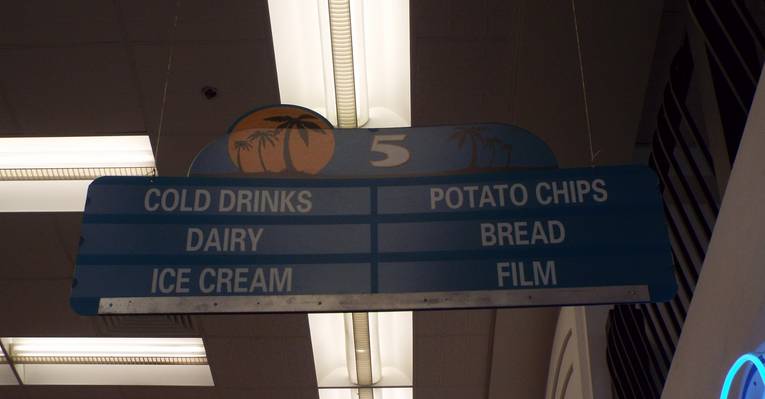 5
COLD DRINKS
POTATO CHIPS
DAIRY
BREAD
ICE CREAM
FILM